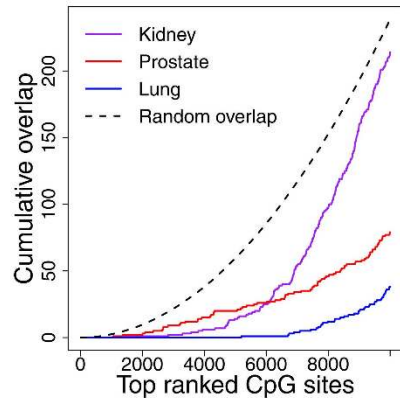 Kidney
Prostate
Lung
Random overlap
Cumulative overlap
200
150
100
50
0
0 2000 4000 6000 8000
Top ranked CpG sites